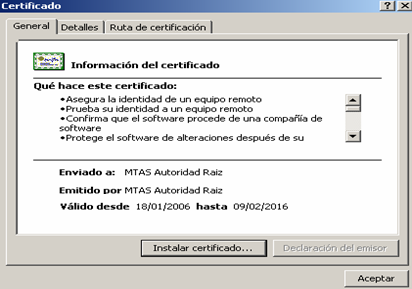 Certificado
General Detalles Ruta de certificación
Información del certificado
Qué hace este certificado:
•Asegura la identidad de un equipo remoto
•Prueba su identidad a un equipo remoto
•Confirma que el software procede de una compañía de
software
•Protege el software de alteraciones después de su
Enviado a: MTAS Autoridad Raiz
Emitido por MTAS Autoridad Raiz
Válido desde 18/01/2006 hasta 09/02/2016
Instalar certificado... Declaración del emisor
Aceptar